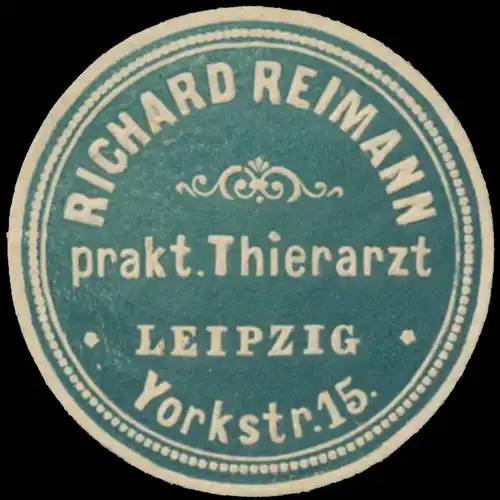 RICHARD REIMANN
prakt. Thierarzt
LEIPZIG
Yorkstr. 15.